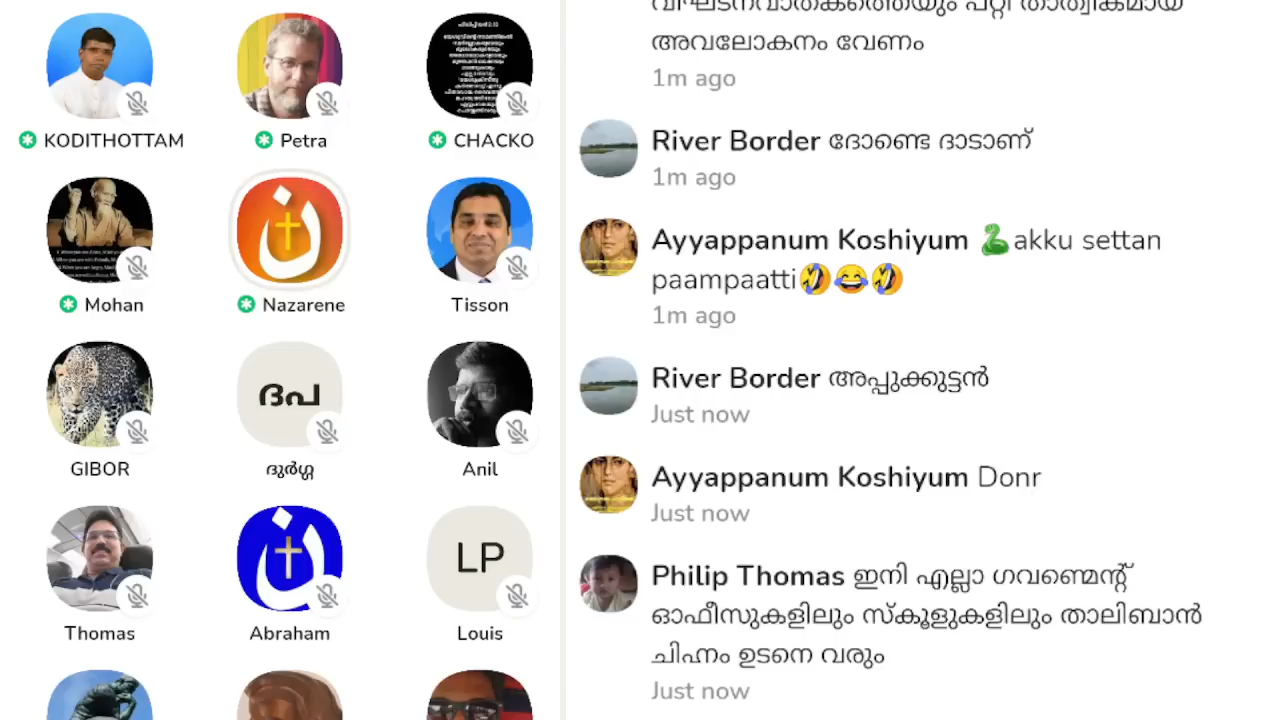 KODITHOTTAM
Petra
CHACKO
Mohan
Nazarene
Tisson
GIBOR
ദപ
ദുർഗ്ഗ
Anil
Thomas
Abraham
LP
Louis
അവലോകനം വേണം
1m ago
River Border ദോണ്ടെ ദാടാണ്
1m ago
Ayyappanum Koshiyum 🐍akku settan
paampaatti🤣😂🤣
1m ago
River Border അപ്പുക്കുട്ടൻ
Just now
Ayyappanum Koshiyum Donr
Just now
Philip Thomas ഇനി എല്ലാ ഗവണ്മെന്റ്
ഓഫീസുകളിലും സ്കൂളുകളിലും താലിബാൻ
ചിഹ്നം ഉടനെ വരും
Just now